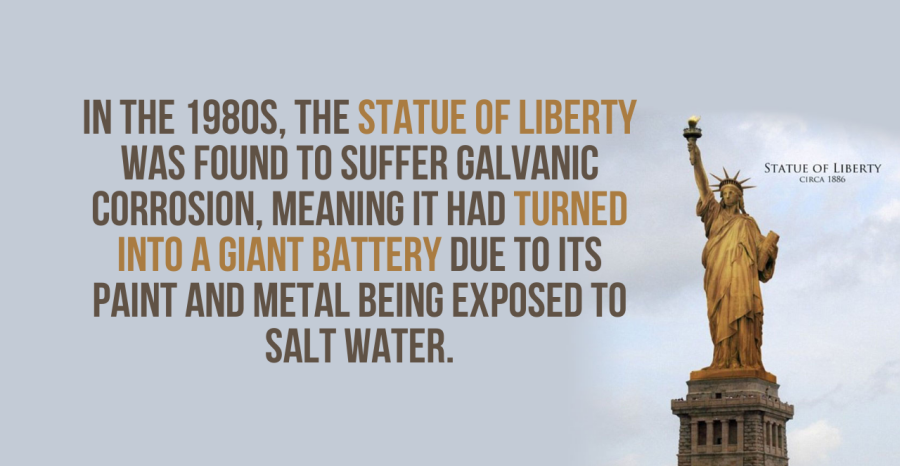 IN THE 1980S, THE STATUE OF LIBERTY
WAS FOUND TO SUFFER GALVANIC
CORROSION, MEANING IT HAD TURNED
INTO A GIANT BATTERY DUE TO ITS
PAINT AND METAL BEING EXPOSED TO
SALT WATER.
STATUE OF LIBERTY
CIRCA 1886